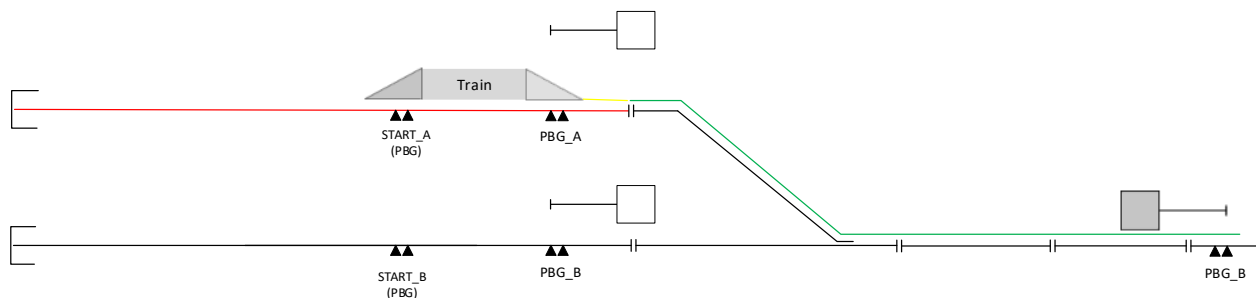 Train
START_A
(PBG)
PBG_A
START_B
(PBG)
PBG_B
PBG_B